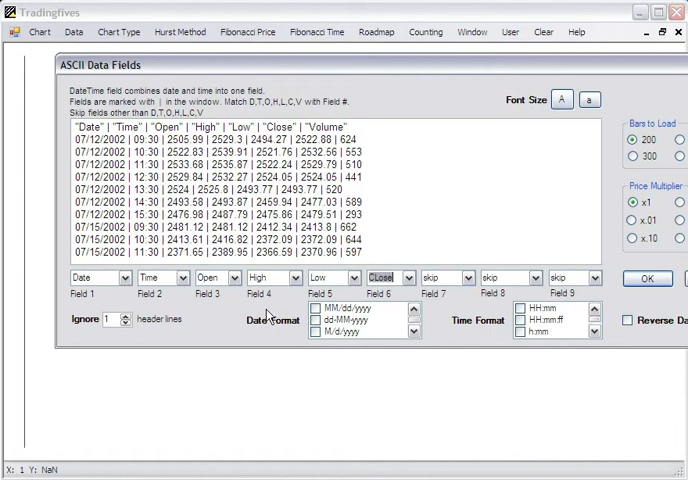 Tradingfives
Chart Data Chart Type Hurst Method Fibonacci Price Fibonacci Time Roadmap Counting Window User Clear Help
ASCII Data Fields
DateTime field combines date and time into one field.
Fields are marked with | in the window. Match D,T,O,H,L,C,V with Field #.
Skip fields other than D,T,O,H,L,C,V
Font Size A a
"Date" | "Time" | "Open" | "High" | "Low" | "Close" | "Volume"
07/12/2002 | 09:30 | 2505.99 | 2529.3 | 2494.27 | 2522.88 | 624
07/12/2002 | 10:30 | 2522.83 | 2539.91 | 2521.76 | 2532.56 | 553
07/12/2002 | 11:30 | 2533.68 | 2535.87 | 2522.24 | 2529.79 | 510
07/12/2002 | 12:30 | 2529.84 | 2532.27 | 2524.05 | 2524.05 | 441
07/12/2002 | 13:30 | 2524 | 2525.8 | 2493.77 | 2493.77 | 520
07/12/2002 | 14:30 | 2493.58 | 2493.87 | 2459.94 | 2477.03 | 589
07/12/2002 | 15:30 | 2476.98 | 2487.79 | 2475.86 | 2479.51 | 293
07/15/2002 | 09:30 | 2481.12 | 2481.12 | 2412.34 | 2413.8 | 662
07/15/2002 | 10:30 | 2413.61 | 2416.82 | 2372.09 | 2372.09 | 644
07/15/2002 | 11:30 | 2371.65 | 2389.95 | 2366.59 | 2370.96 | 597
Bars to Load
200
300
Price Multiplier
x1
x.01
x.10
Date Time Open High Low CLose skip skip skip OK
Field 1 Field 2 Field 3 Field 4 Field 5 Field 6 Field 7 Field 8 Field 9
Ignore 1 header lines
Date Format
MM/dd/yyyy
dd-MM-yyyy
M/d/yyyy
Time Format
HH:mm
HH:mm:ff
h:mm
Reverse Da
X: 1 Y: NaN